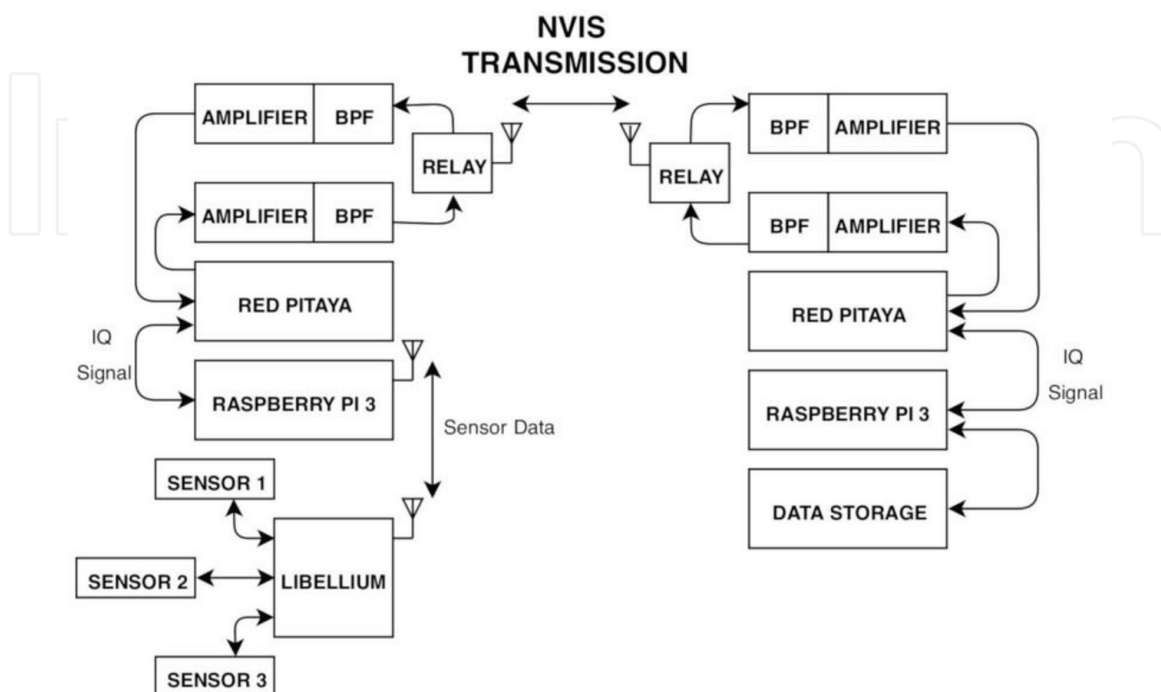 NVIS
TRANSMISSION
AMPLIFIER BPF
RELAY
AMPLIFIER BPF
RED PITAYA
IQ
Signal
RASPBERRY PI 3
Sensor Data
SENSOR 1
SENSOR 2
LIBELLIUM
SENSOR 3
BPF AMPLIFIER
RELAY
BPF AMPLIFIER
RED PITAYA
IQ
Signal
RASPBERRY PI 3
DATA STORAGE